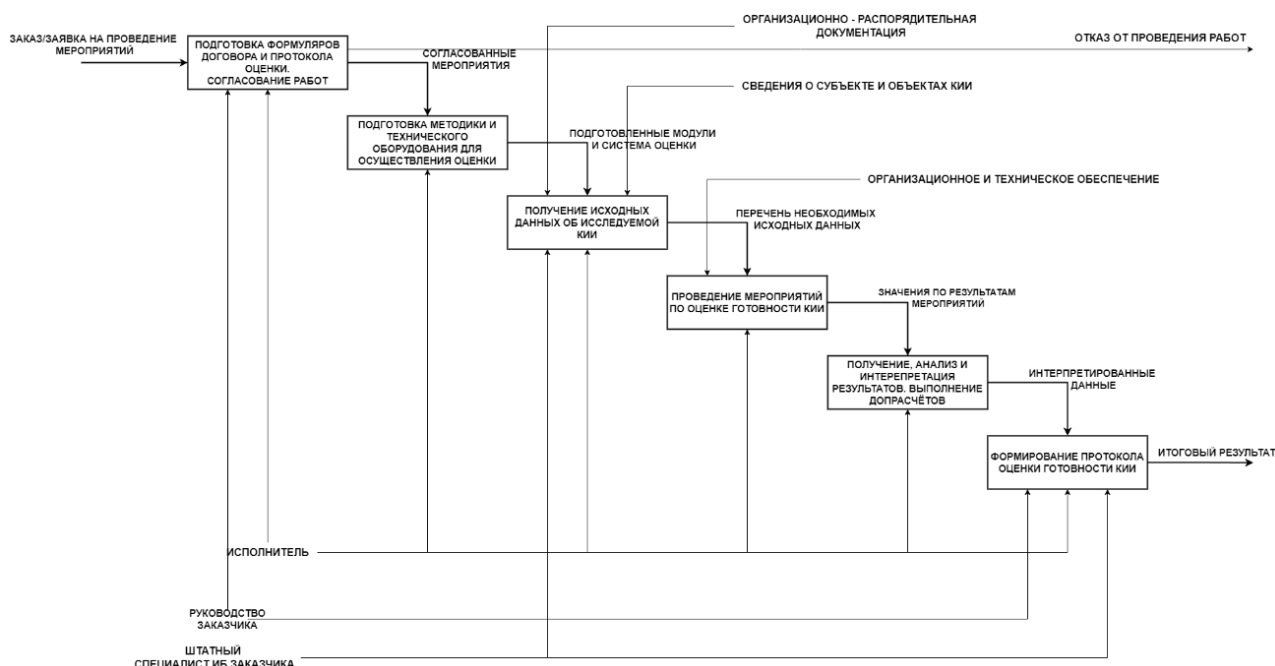 ОРГАНИЗАЦИОННО - РАСПОРЯДИТЕЛЬНАЯ
ДОКУМЕНТАЦИЯ
ЗАКАЗ/ЗАЯВКА НА ПРОВЕДЕНИЕ
МЕРОПРИЯТИЙ
ПОДГОТОВКА ФОРМУЛЯРОВ
ДОГОВОРА И ПРОТОКОЛА
ОЦЕНКИ.
СОГЛАСОВАНИЕ РАБОТ
ОТКАЗ ОТ ПРОВЕДЕНИЯ РАБОТ
СОГЛАСОВАННЫЕ
МЕРОПРИЯТИЯ
СВЕДЕНИЯ О СУБЪЕКТЕ И ОБЪЕКТАХ КИИ
ПОДГОТОВКА МЕТОДИКИ И
ТЕХНИЧЕСКОГО
ОБОРУДОВАНИЯ ДЛЯ
ОСУЩЕСТВЛЕНИЯ ОЦЕНКИ
ПОДГОТОВЛЕННЫЕ МОДУЛИ
И СИСТЕМА ОЦЕНКИ
ОРГАНИЗАЦИОННОЕ И ТЕХНИЧЕСКОЕ ОБЕСПЕЧЕНИЕ
ПОЛУЧЕНИЕ ИСХОДНЫХ
ДАННЫХ ОБ ИССЛЕДУЕМОЙ
КИИ
ПЕРЕЧЕНЬ НЕОБХОДИМЫХ
ИСХОДНЫХ ДАННЫХ
ПРОВЕДЕНИЕ МЕРОПРИЯТИЙ
ПО ОЦЕНКЕ ГОТОВНОСТИ КИИ
ЗНАЧЕНИЯ ПО РЕЗУЛЬТАТАМ
МЕРОПРИЯТИЙ
ПОЛУЧЕНИЕ, АНАЛИЗ И
ИНТЕРЕПРЕТАЦИЯ
РЕЗУЛЬТАТОВ. ВЫПОЛНЕНИЕ
ДОПРАСЧЁТОВ
ИНТЕРПРЕТИРОВАННЫЕ
ДАННЫЕ
ФОРМИРОВАНИЕ ПРОТОКОЛА
ОЦЕНКИ ГОТОВНОСТИ КИИ
ИТОГОВЫЙ РЕЗУЛЬТАТ
ИСПОЛНИТЕЛЬ
РУКОВОДСТВО
ЗАКАЗЧИКА
ШТАТНЫЙ
СПЕЦИАЛИСТ ИБ ЗАКАЗЧИКА